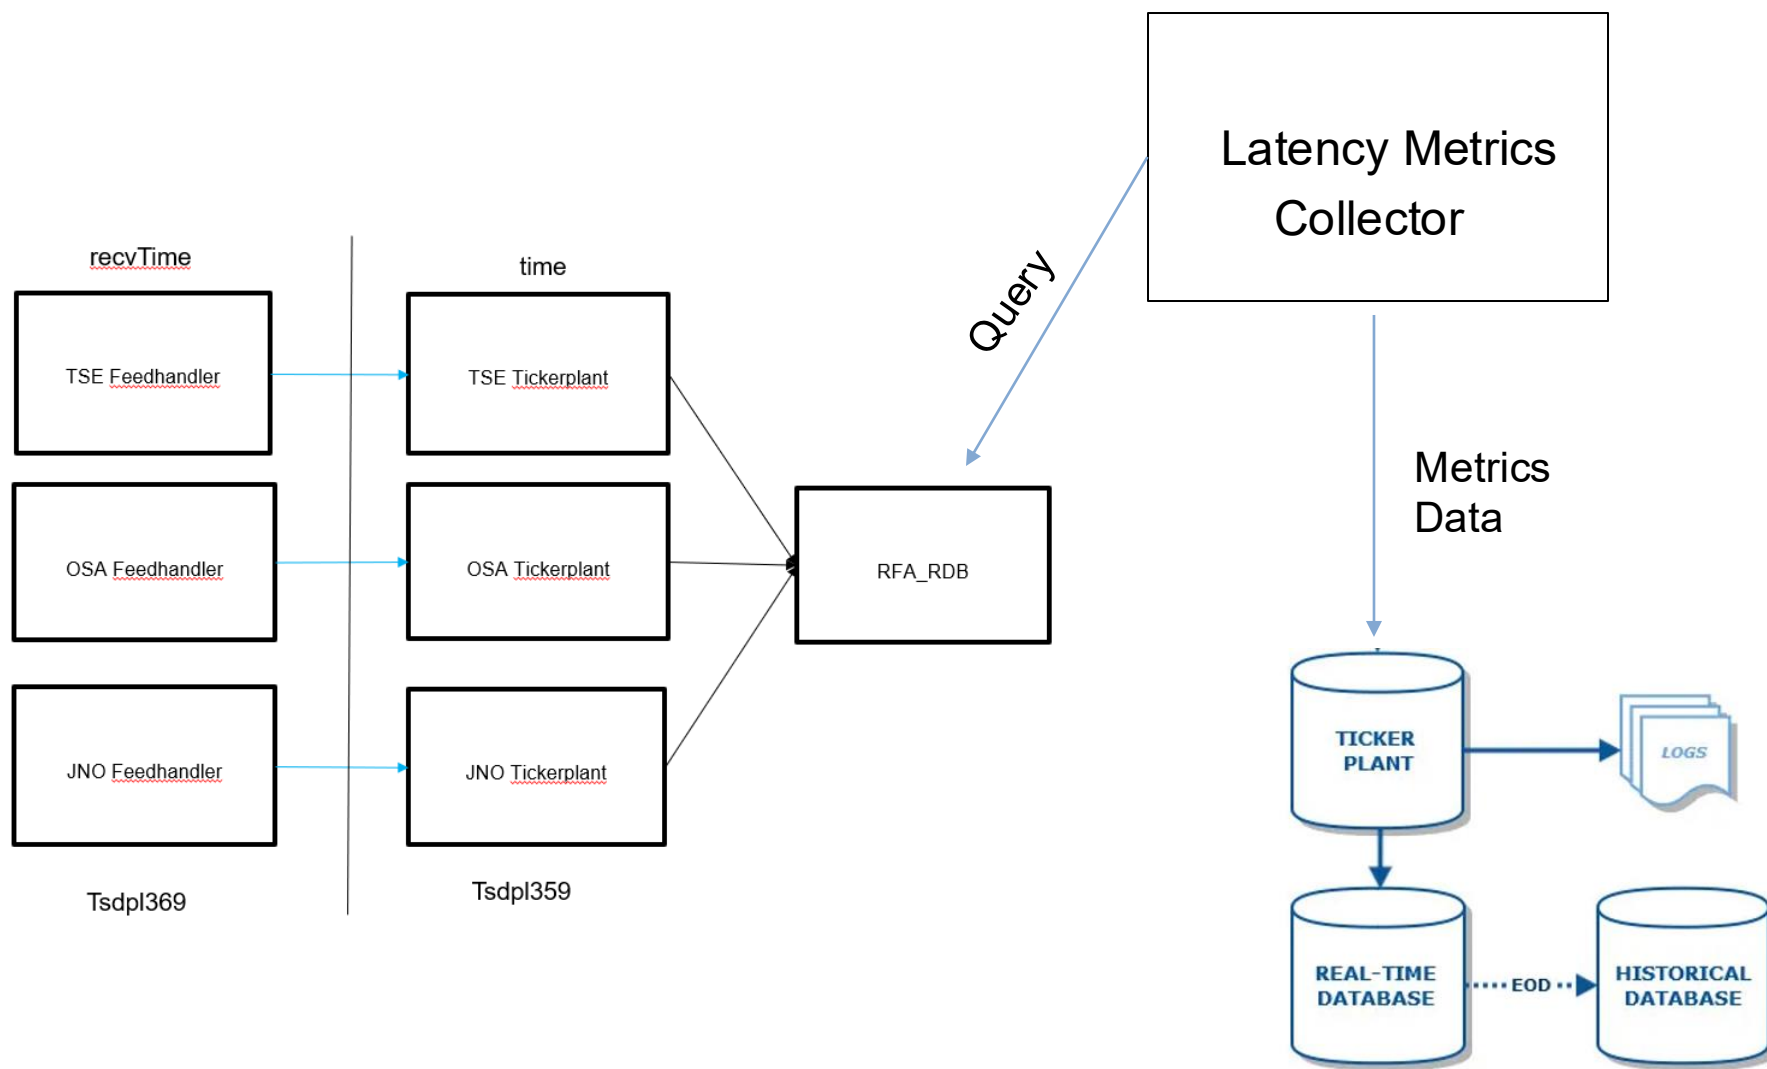 Latency Metrics
Collector
Query
recvTime
time
TSE Feedhandler
TSE Tickerplant
Metrics
Data
OSA Feedhandler
OSA Tickerplant
RFA_RDB
JNO Feedhandler
JNO Tickerplant
Tsdpl369
Tsdpl359
TICKER
PLANT
LOGS
REAL-TIME
DATABASE
EOD
HISTORICAL
DATABASE